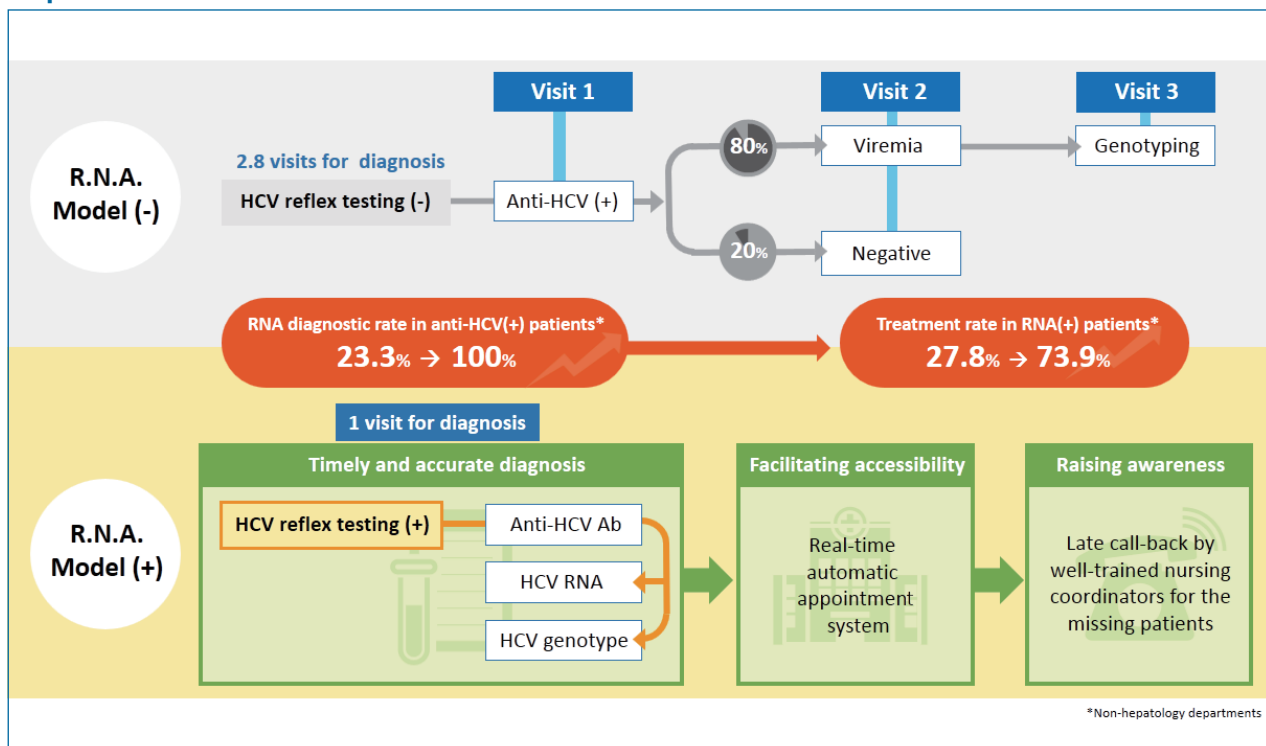 Visit 1
Visit 2
Visit 3
R.N.A.
Model (-)
2.8 visits for diagnosis
HCV reflex testing (-)
Anti-HCV (+)
80%
Viremia
Genotyping
20%
Negative
RNA diagnostic rate in anti-HCV(+) patients*
23.3% → 100%
Treatment rate in RNA(+) patients*
27.8% → 73.9%
1 visit for diagnosis
R.N.A.
Model (+)
Timely and accurate diagnosis
HCV reflex testing (+)
Anti-HCV Ab
HCV RNA
HCV genotype
Facilitating accessibility
Real-time
automatic
appointment
system
Raising awareness
Late call-back by
well-trained nursing
coordinators for the
missing patients
*Non-hepatology departments